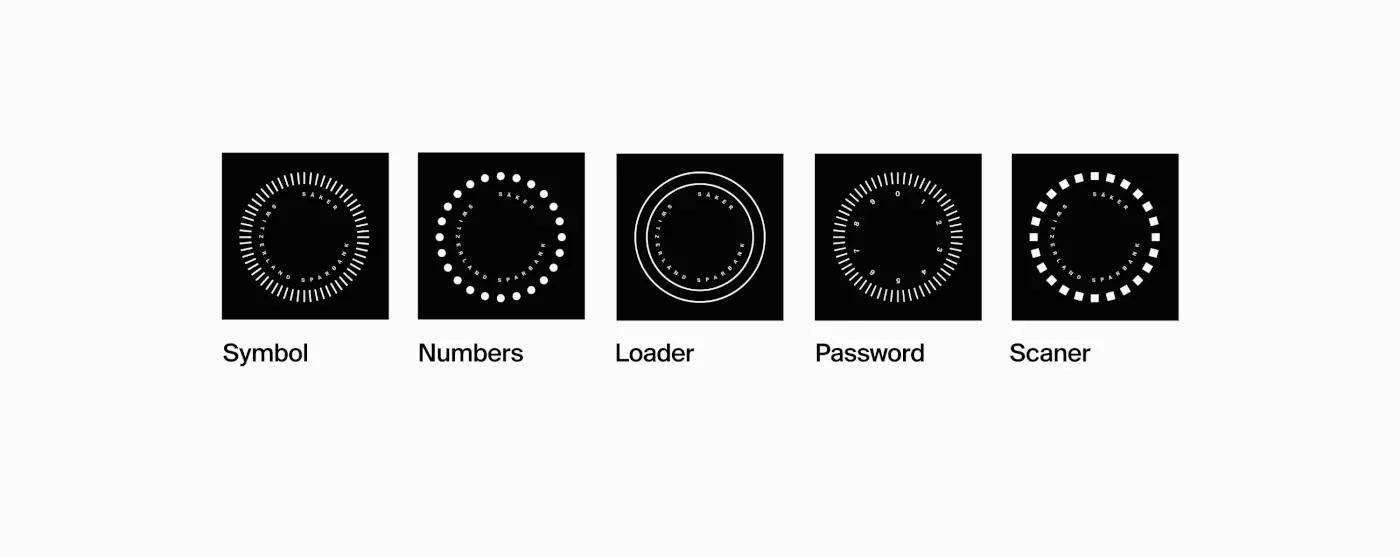 SÄKER SPARBANK SWITZERLAND
Symbol
SÄKER SPARBANK SWITZERLAND
Numbers
SÄKER SPARBANK SWITZERLAND
Loader
0 1 2 3 4 5 6 7 8 9
Password
SÄKER SPARBANK SWITZERLAND
Scaner